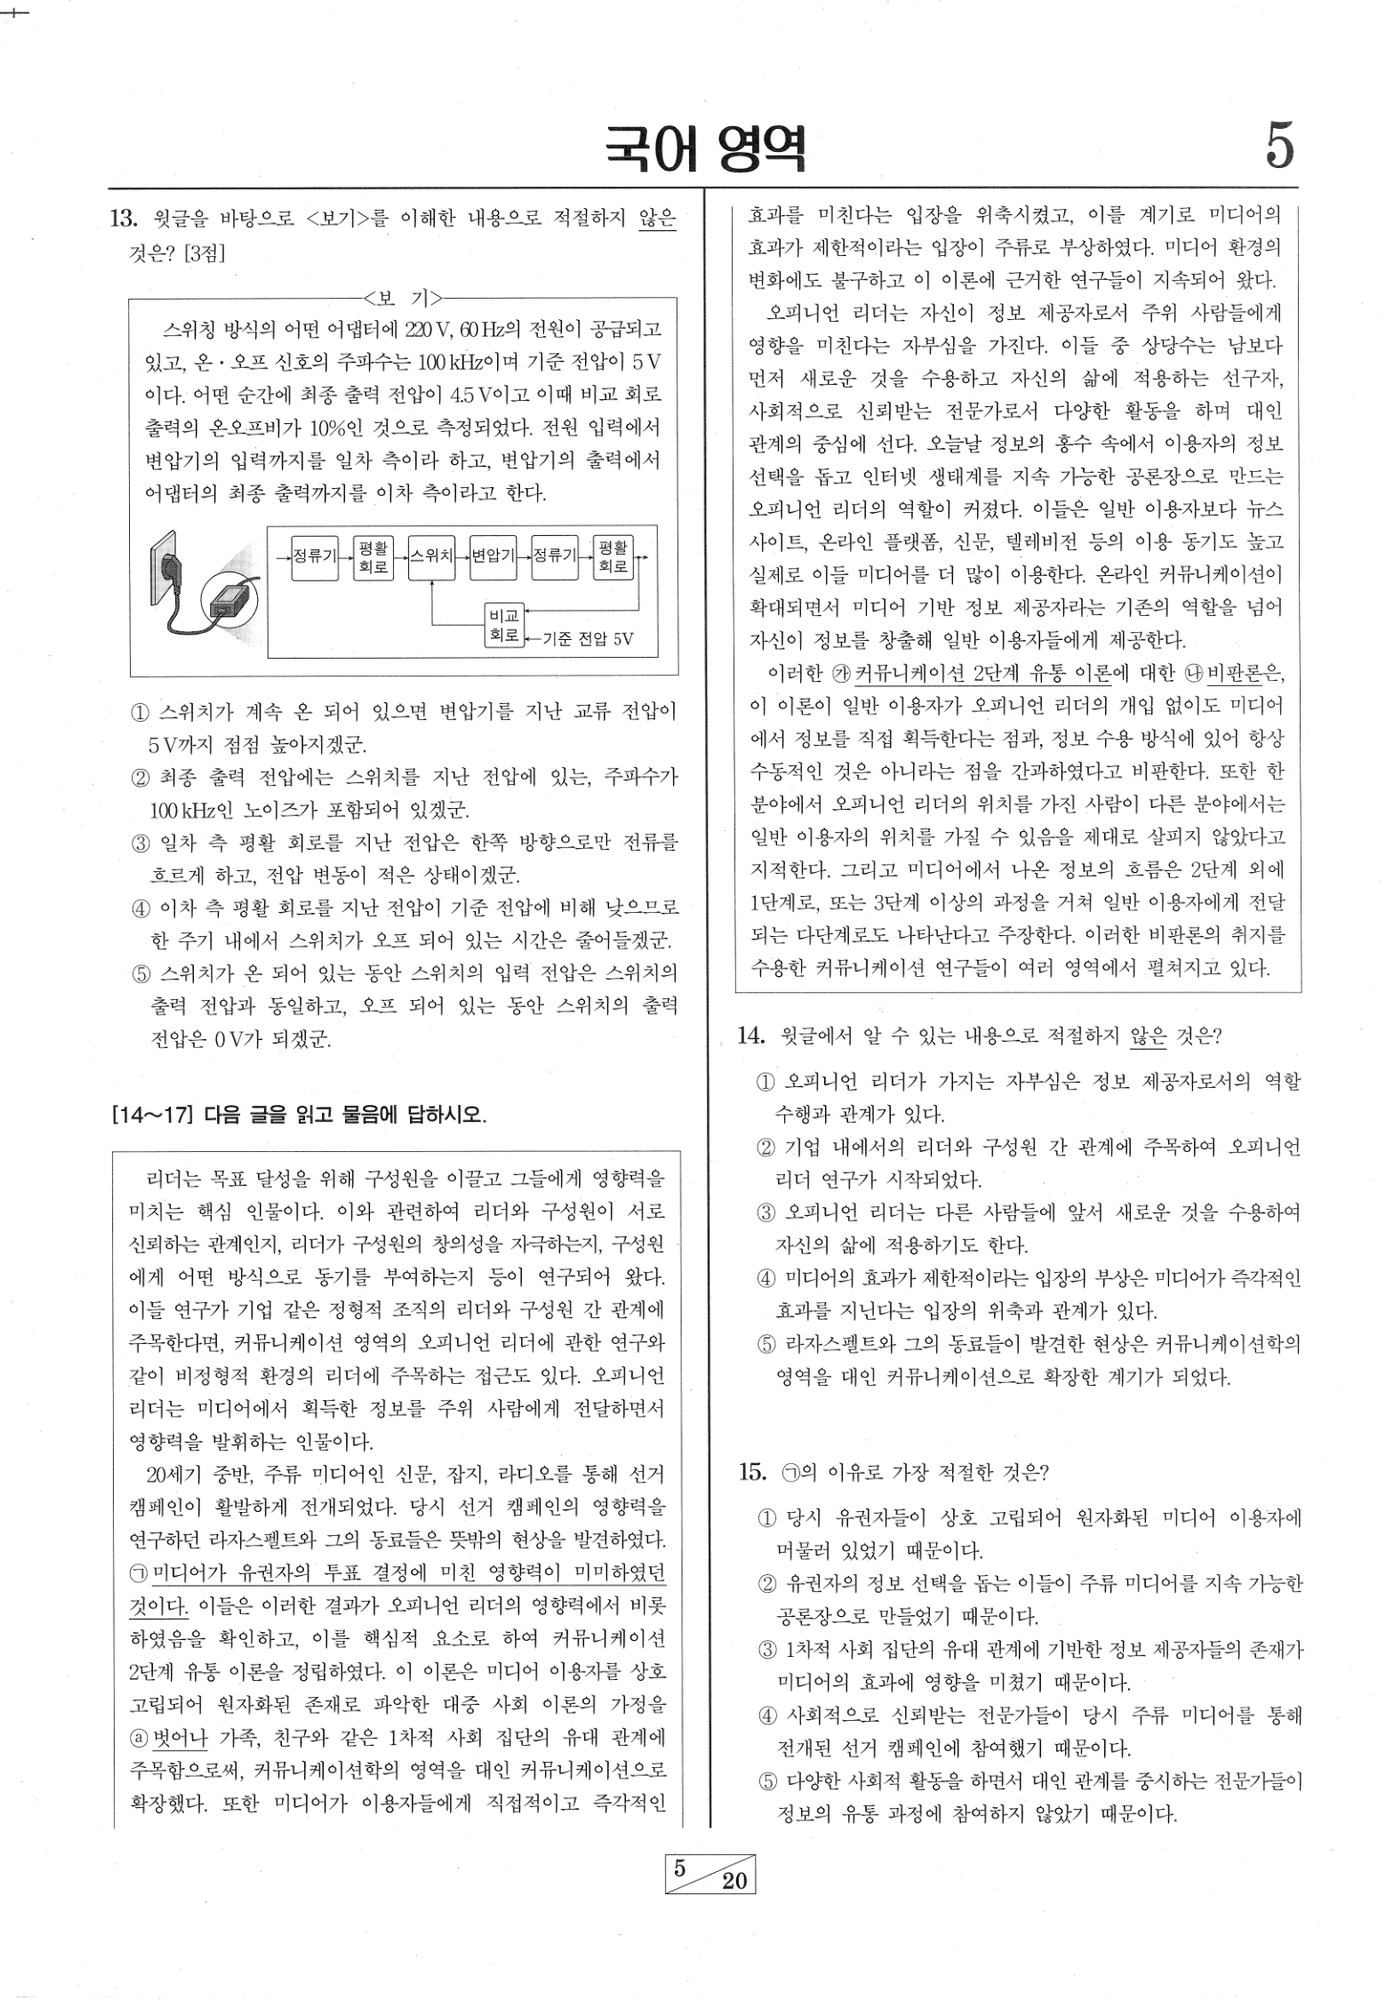 국어 영역
5
13. 윗글을 바탕으로 <보기>를 이해한 내용으로 적절하지 않은
것은? [3점]
<보 기>
스위칭 방식의 어떤 어댑터에 220 V, 60 Hz의 전원이 공급되고
있고, 온·오프 신호의 주파수는 100 kHz이며 기준 전압이 5 V
이다. 어떤 순간에 최종 출력 전압이 4.5 V이고 이때 비교 회로
출력의 온오프비가 10%인 것으로 측정되었다. 전원 입력에서
변압기의 입력까지를 일차 측이라 하고, 변압기의 출력에서
어댑터의 최종 출력까지를 이차 측이라고 한다.
정류기
평활
회로
스위치
변압기
정류기
평활
회로
비교
회로
기준 전압 5V
① 스위치가 계속 온 되어 있으면 변압기를 지난 교류 전압이
5 V까지 점점 높아지겠군.
② 최종 출력 전압에는 스위치를 지난 전압에 있는, 주파수가
100 kHz인 노이즈가 포함되어 있겠군.
③ 일차 측 평활 회로를 지난 전압은 한쪽 방향으로만 전류를
흐르게 하고, 전압 변동이 적은 상태이겠군.
④ 이차 측 평활 회로를 지난 전압이 기준 전압에 비해 낮으므로
한 주기 내에서 스위치가 오프 되어 있는 시간은 줄어들겠군.
⑤ 스위치가 온 되어 있는 동안 스위치의 입력 전압은 스위치의
출력 전압과 동일하고, 오프 되어 있는 동안 스위치의 출력
전압은 0 V가 되겠군.
[14～17] 다음 글을 읽고 물음에 답하시오.
리더는 목표 달성을 위해 구성원을 이끌고 그들에게 영향력을
미치는 핵심 인물이다. 이와 관련하여 리더와 구성원이 서로
신뢰하는 관계인지, 리더가 구성원의 창의성을 자극하는지, 구성원
에게 어떤 방식으로 동기를 부여하는지 등이 연구되어 왔다.
이들 연구가 기업 같은 정형적 조직의 리더와 구성원 간 관계에
주목한다면, 커뮤니케이션 영역의 오피니언 리더에 관한 연구와
같이 비정형적 환경의 리더에 주목하는 접근도 있다. 오피니언
리더는 미디어에서 획득한 정보를 주위 사람에게 전달하면서
영향력을 발휘하는 인물이다.
20세기 중반, 주류 미디어인 신문, 잡지, 라디오를 통해 선거
캠페인이 활발하게 전개되었다. 당시 선거 캠페인의 영향력을
연구하던 라자스펠트와 그의 동료들은 뜻밖의 현상을 발견하였다.
㉠미디어가 유권자의 투표 결정에 미친 영향력이 미미하였던
것이다. 이들은 이러한 결과가 오피니언 리더의 영향력에서 비롯
하였음을 확인하고, 이를 핵심적 요소로 하여 커뮤니케이션
2단계 유통 이론을 정립하였다. 이 이론은 미디어 이용자를 상호
고립되어 원자화된 존재로 파악한 대중 사회 이론의 가정을
ⓐ벗어나 가족, 친구와 같은 1차적 사회 집단의 유대 관계에
주목함으로써, 커뮤니케이션학의 영역을 대인 커뮤니케이션으로
확장했다. 또한 미디어가 이용자들에게 직접적이고 즉각적인
효과를 미친다는 입장을 위축시켰고, 이를 계기로 미디어의
효과가 제한적이라는 입장이 주류로 부상하였다. 미디어 환경의
변화에도 불구하고 이 이론에 근거한 연구들이 지속되어 왔다.
오피니언 리더는 자신이 정보 제공자로서 주위 사람들에게
영향을 미친다는 자부심을 가진다. 이들 중 상당수는 남보다
먼저 새로운 것을 수용하고 자신의 삶에 적용하는 선구자,
사회적으로 신뢰받는 전문가로서 다양한 활동을 하며 대인
관계의 중심에 선다. 오늘날 정보의 홍수 속에서 이용자의 정보
선택을 돕고 인터넷 생태계를 지속 가능한 공론장으로 만드는
오피니언 리더의 역할이 커졌다. 이들은 일반 이용자보다 뉴스
사이트, 온라인 플랫폼, 신문, 텔레비전 등의 이용 동기도 높고
실제로 이들 미디어를 더 많이 이용한다. 온라인 커뮤니케이션이
확대되면서 미디어 기반 정보 제공자라는 기존의 역할을 넘어
자신이 정보를 창출해 일반 이용자들에게 제공한다.
이러한 ㉮커뮤니케이션 2단계 유통 이론에 대한 ㉯비판론은,
이 이론이 일반 이용자가 오피니언 리더의 개입 없이도 미디어
에서 정보를 직접 획득한다는 점과, 정보 수용 방식에 있어 항상
수동적인 것은 아니라는 점을 간과하였다고 비판한다. 또한 한
분야에서 오피니언 리더의 위치를 가진 사람이 다른 분야에서는
일반 이용자의 위치를 가질 수 있음을 제대로 살피지 않았다고
지적한다. 그리고 미디어에서 나온 정보의 흐름은 2단계 외에
1단계로, 또는 3단계 이상의 과정을 거쳐 일반 이용자에게 전달
되는 다단계로도 나타난다고 주장한다. 이러한 비판론의 취지를
수용한 커뮤니케이션 연구들이 여러 영역에서 펼쳐지고 있다.
14. 윗글에서 알 수 있는 내용으로 적절하지 않은 것은?
① 오피니언 리더가 가지는 자부심은 정보 제공자로서의 역할
수행과 관계가 있다.
② 기업 내에서의 리더와 구성원 간 관계에 주목하여 오피니언
리더 연구가 시작되었다.
③ 오피니언 리더는 다른 사람들에 앞서 새로운 것을 수용하여
자신의 삶에 적용하기도 한다.
④ 미디어의 효과가 제한적이라는 입장의 부상은 미디어가 즉각적인
효과를 지닌다는 입장의 위축과 관계가 있다.
⑤ 라자스펠트와 그의 동료들이 발견한 현상은 커뮤니케이션학의
영역을 대인 커뮤니케이션으로 확장한 계기가 되었다.
15. ㉠의 이유로 가장 적절한 것은?
① 당시 유권자들이 상호 고립되어 원자화된 미디어 이용자에
머물러 있었기 때문이다.
② 유권자의 정보 선택을 돕는 이들이 주류 미디어를 지속 가능한
공론장으로 만들었기 때문이다.
③ 1차적 사회 집단의 유대 관계에 기반한 정보 제공자들의 존재가
미디어의 효과에 영향을 미쳤기 때문이다.
④ 사회적으로 신뢰받는 전문가들이 당시 주류 미디어를 통해
전개된 선거 캠페인에 참여했기 때문이다.
⑤ 다양한 사회적 활동을 하면서 대인 관계를 중시하는 전문가들이
정보의 유통 과정에 참여하지 않았기 때문이다.
5
20